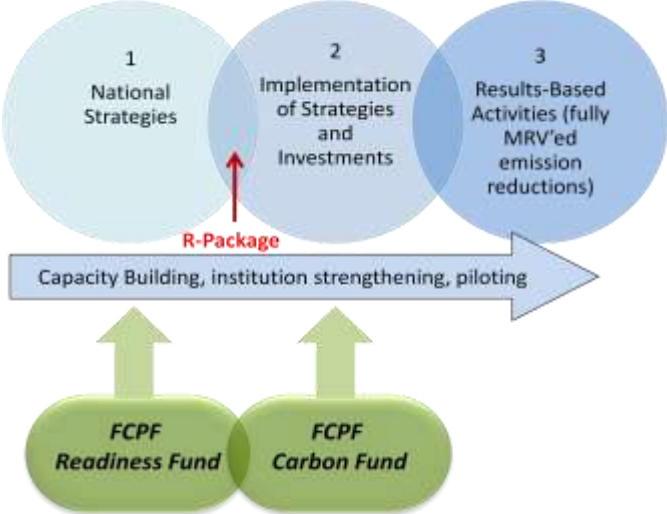 1
National
Strategies
2
Implementation
of Strategies
and
Investments
3
Results-Based
Activities (fully
MRV'ed
emission
reductions)
R-Package
Capacity Building, institution strengthening, piloting
FCPF
Readiness Fund
FCPF
Carbon Fund